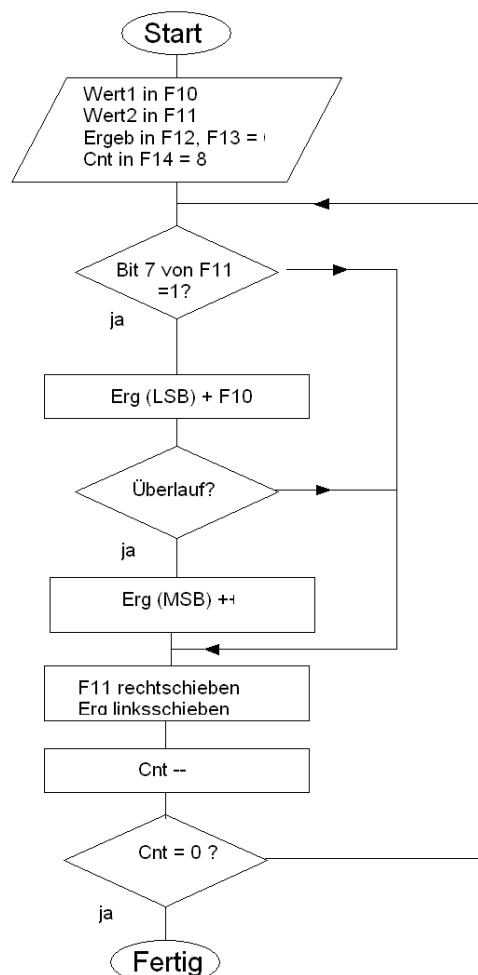 Start
Wert1 in F10
Wert2 in F11
Ergeb in F12, F13 =
Cnt in F14 = 8
Bit 7 von F11
=1?
ja
Erg (LSB) + F10
Überlauf?
ja
Erg (MSB) ++
F11 rechtschieben
Erg linksschieben
Cnt --
Cnt = 0 ?
ja
Fertig